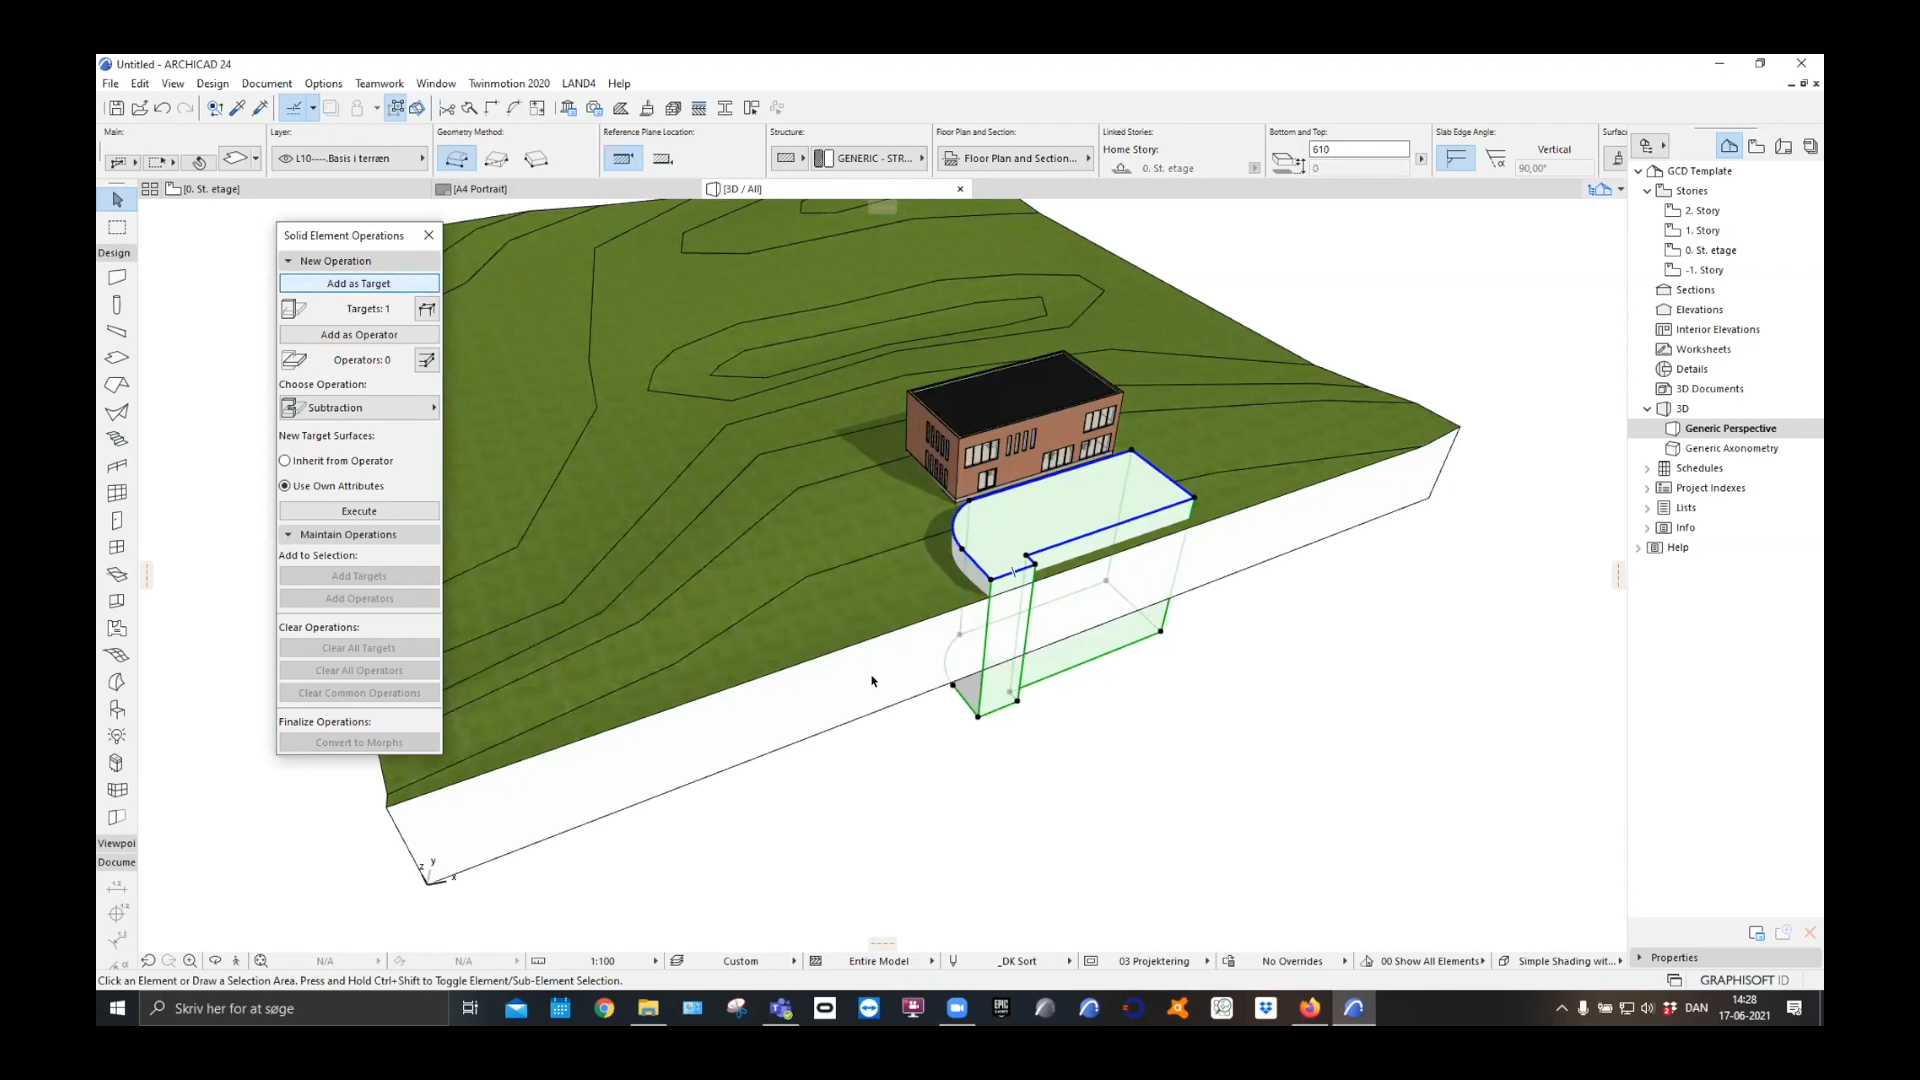 Untitled - ARCHICAD 24
File Edit View Design Document Options Teamwork Window Twinmotion 2020 LAND4 Help
Main: Layer: Geometry Method: Reference Plane Location: Structure: Floor Plan and Section: Linked Stories: Bottom and Top: Slab Edge Angle: Surfac
L10----.Basis i terræn GENERIC - STR... Floor Plan and Section... Home Story: 610 Vertical
0. St. etage 0 90,00°
[0. St. etage] [A4 Portrait] [3D / All]
Solid Element Operations
New Operation
Add as Target
Targets: 1
Add as Operator
Operators: 0
Choose Operation:
Subtraction
New Target Surfaces:
Inherit from Operator
Use Own Attributes
Execute
Maintain Operations
Add to Selection:
Add Targets
Add Operators
Clear Operations:
Clear All Targets
Clear All Operators
Clear Common Operations
Finalize Operations:
Convert to Morphs
Design
Viewpoi
Docume
z y x
GCD Template
Stories
2. Story
1. Story
0. St. etage
-1. Story
Sections
Elevations
Interior Elevations
Worksheets
Details
3D Documents
3D
Generic Perspective
Generic Axonometry
Schedules
Project Indexes
Lists
Info
Help
Properties
N/A N/A 1:100 Custom Entire Model _DK Sort 03 Projektering No Overrides 00 Show All Elements Simple Shading wit...
Click an Element or Draw a Selection Area. Press and Hold Ctrl+Shift to Toggle Element/Sub-Element Selection.
GRAPHISOFT ID
Skriv her for at søge
EPIC GAMES
DAN
14:28
17-06-2021